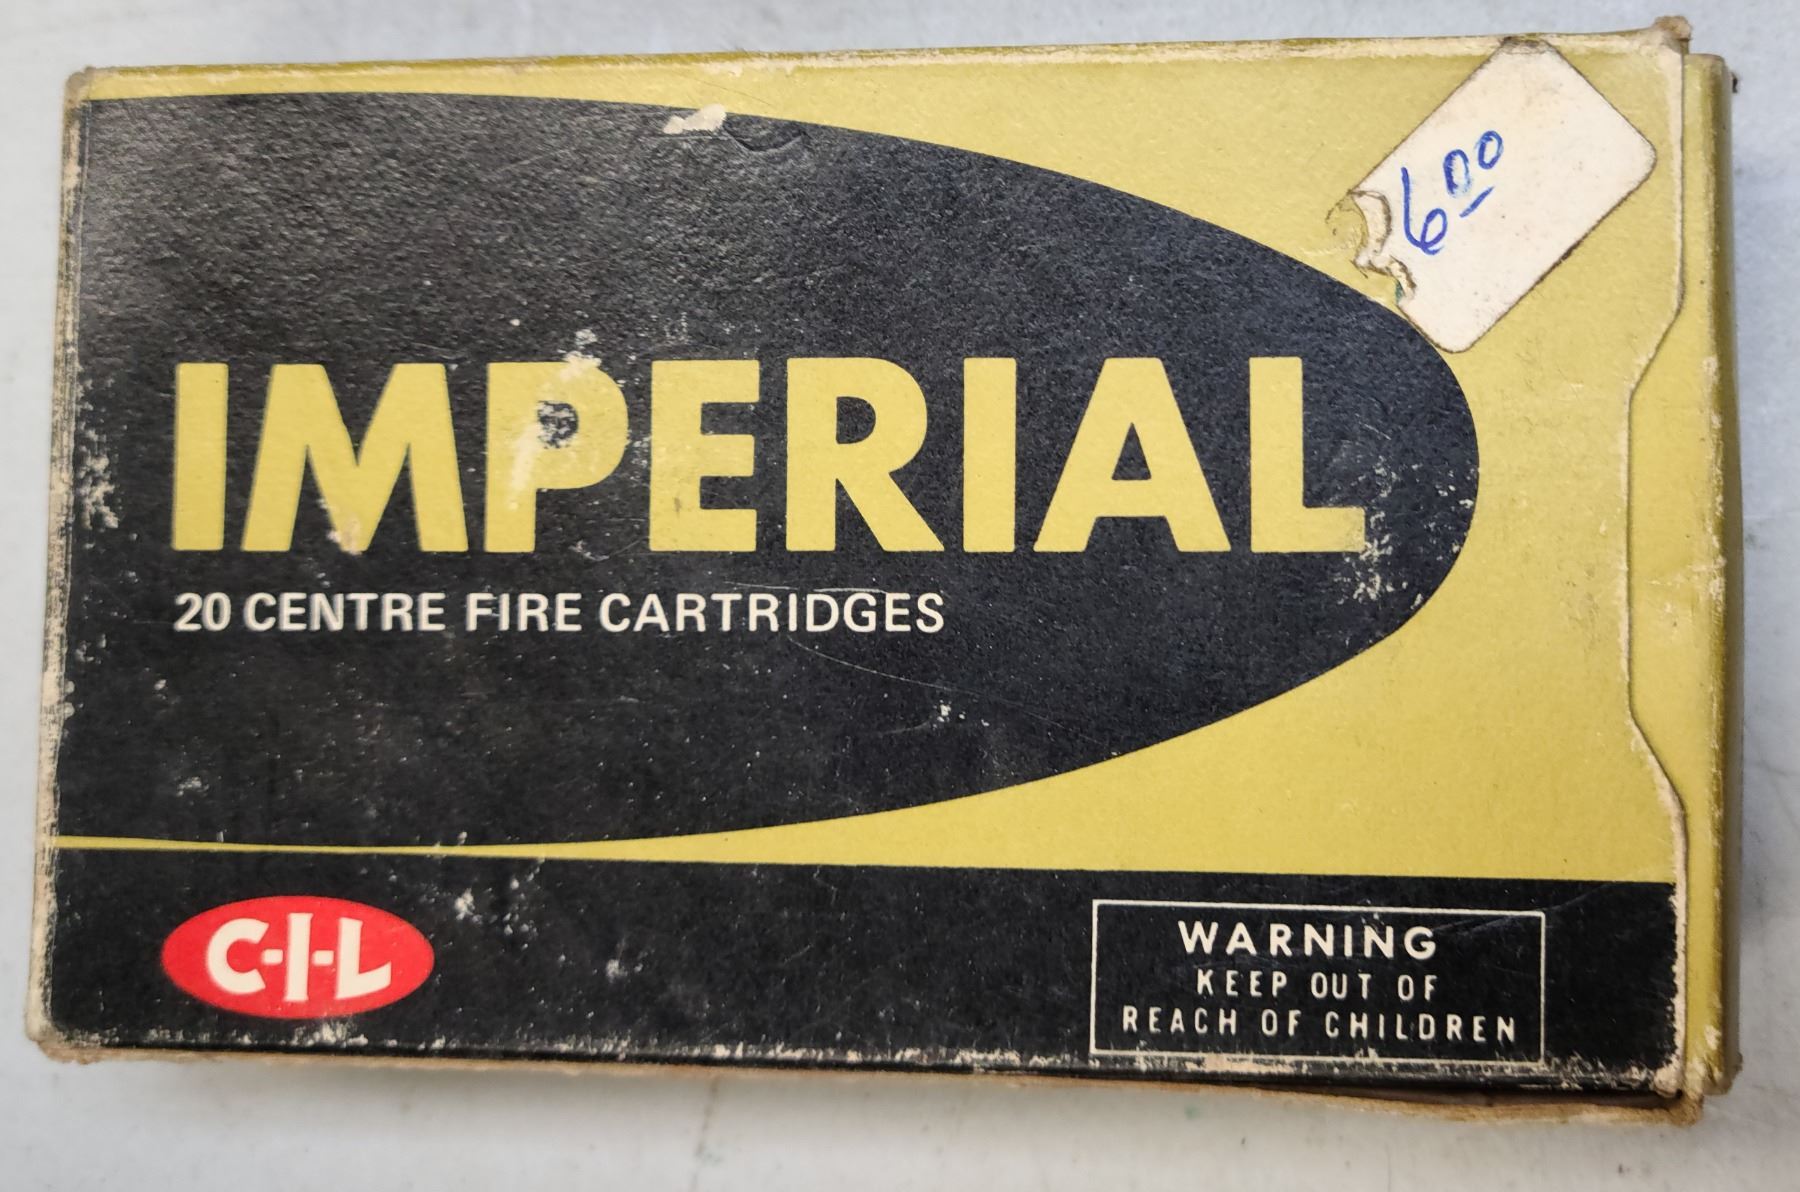 6.00
IMPERIAL
20 CENTRE FIRE CARTRIDGES
C-I-L
WARNING
KEEP OUT OF
REACH OF CHILDREN